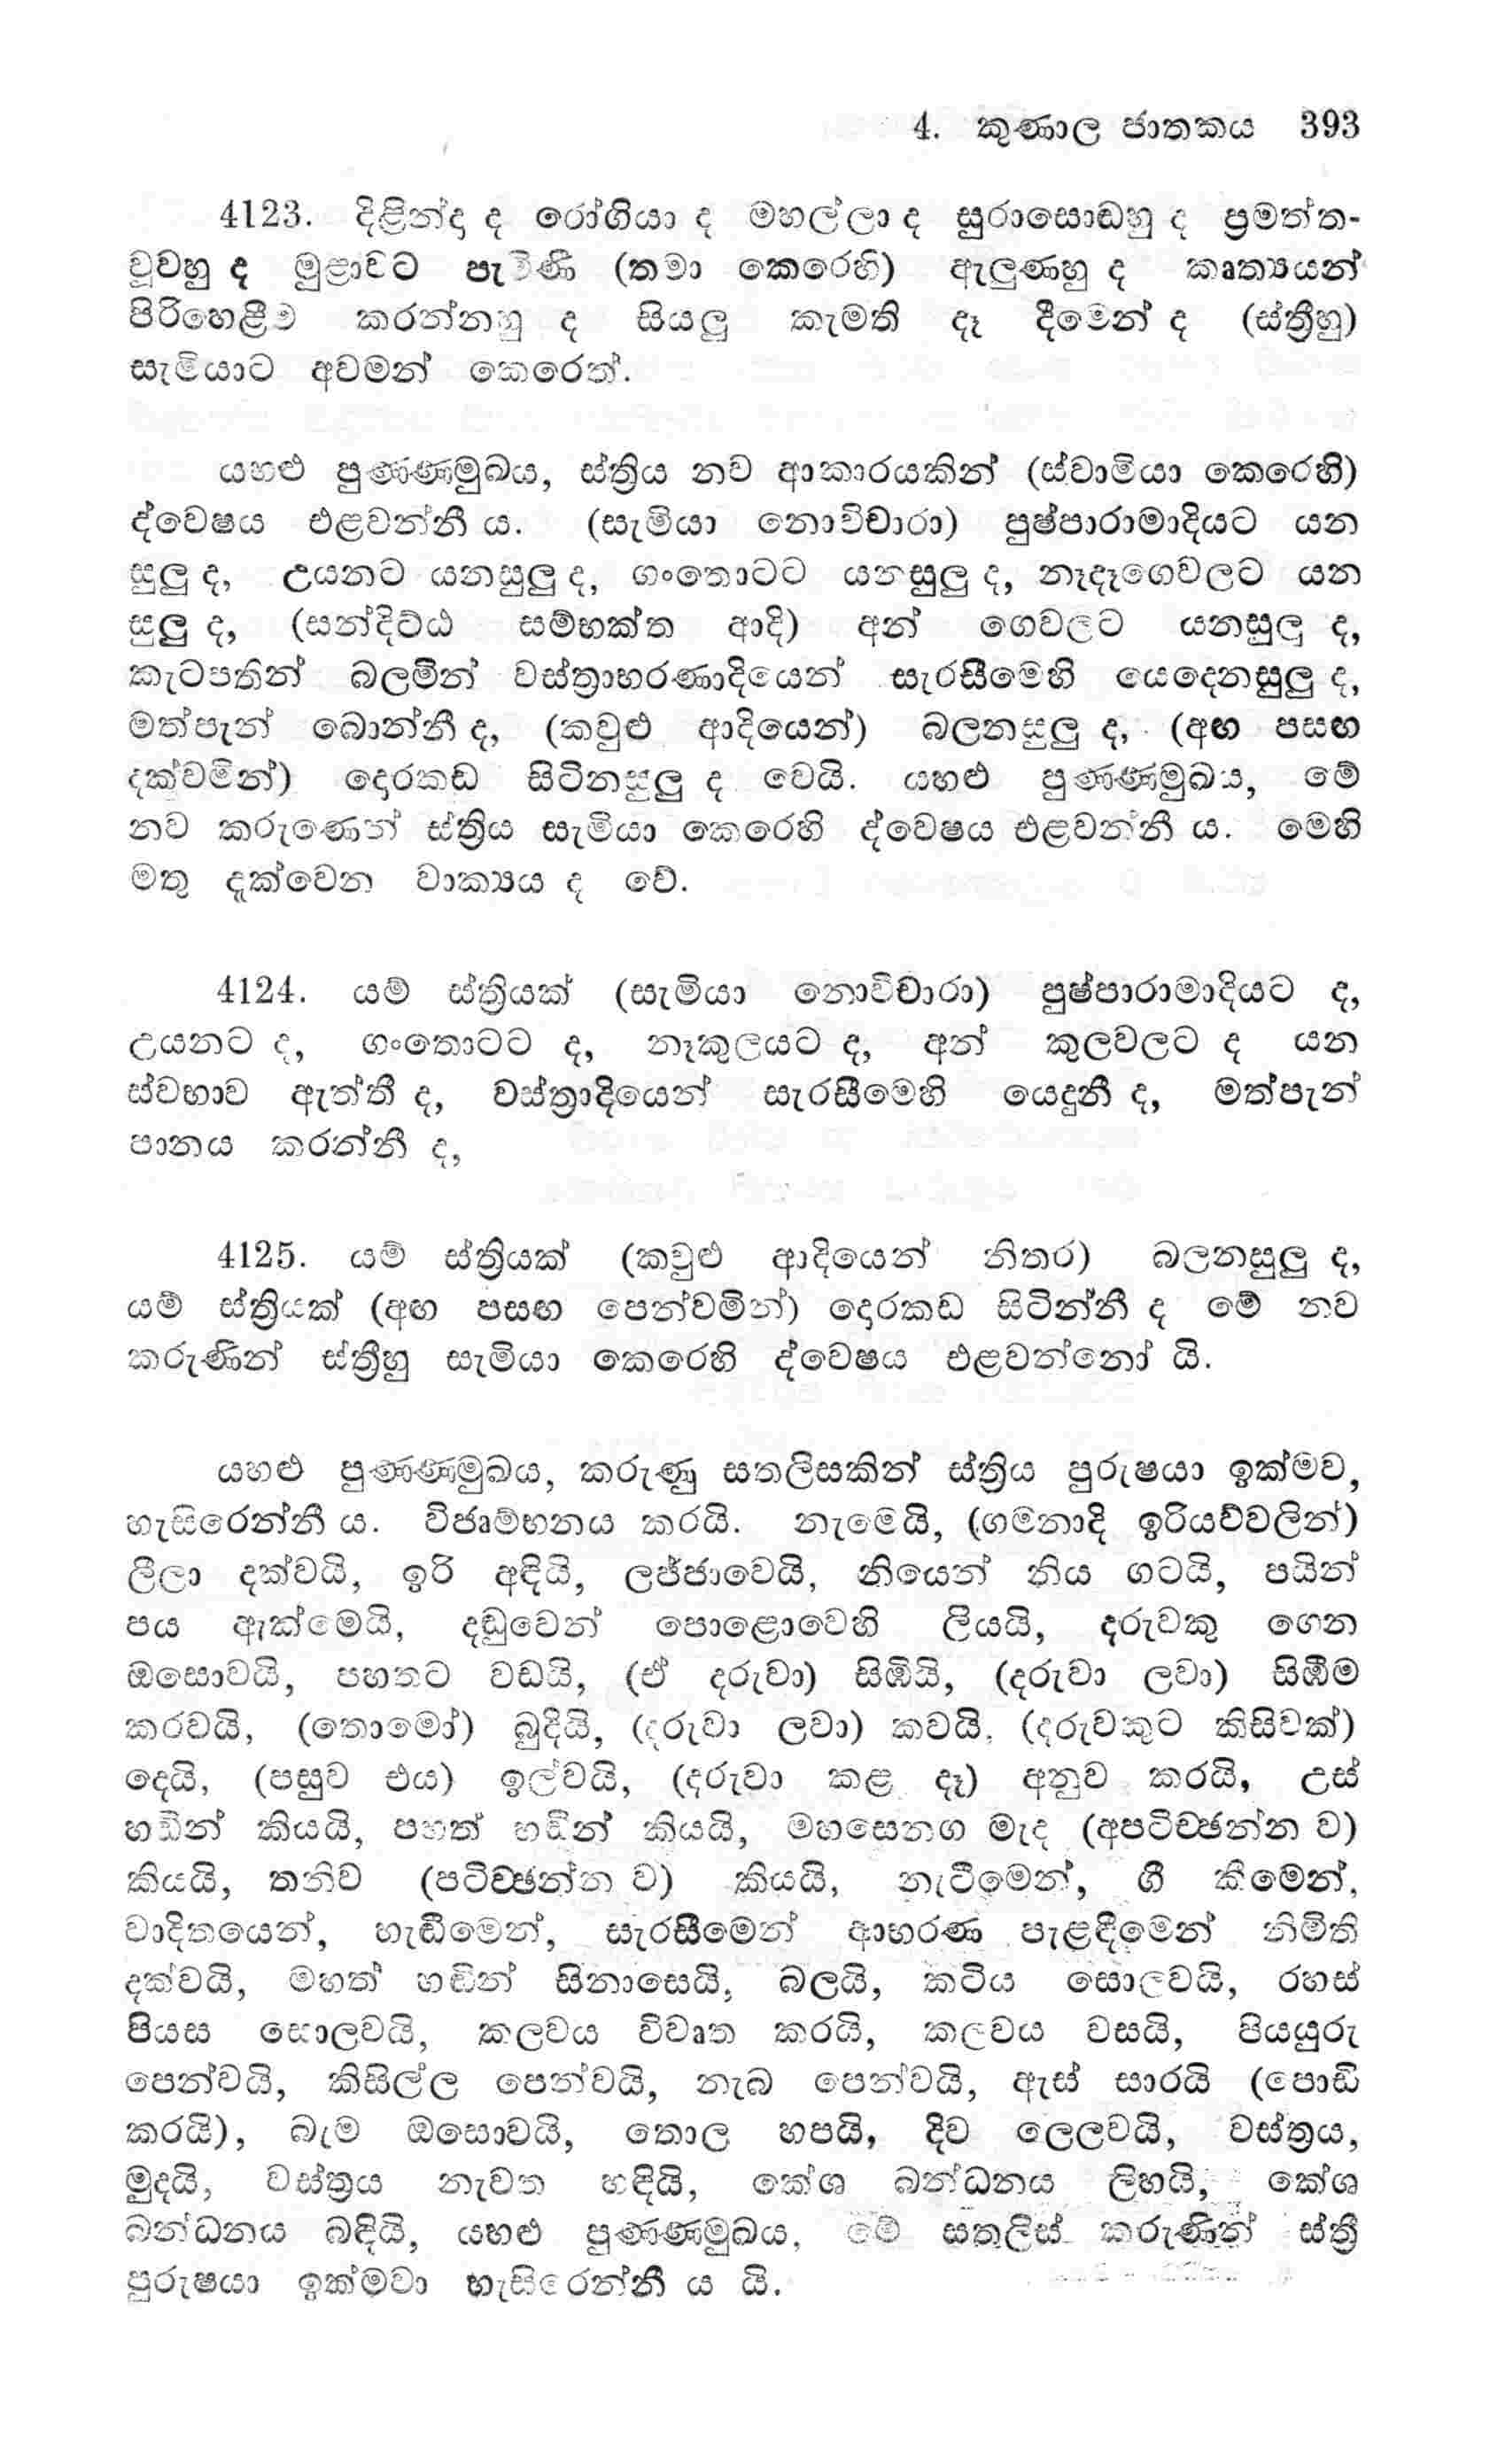 4. කුණාල ජාතකය 393
4123. දිළින්දා ද රෝගියා ද මහල්ලා ද සුරාසොඬහු ද ප්‍රමත්ත-
වූවහු ද මුළාවට පැමිණි (තමා කෙරෙහි) ඇලුණහු ද කෘත්‍යයන්
පිරිහෙළීම කරන්නහු ද සියලු කැමති දෑ දීමෙන් ද (ස්ත්‍රීහු)
සැමියාට අවමන් කෙරෙත්.
යහළු පුණ්ණමුඛය, ස්ත්‍රිය නව ආකාරයකින් (ස්වාමියා කෙරෙහි)
ද්වෙෂය එළවන්නී ය. (සැමියා නොවිචාරා) පුෂ්පාරාමාදියට යන
සුලු ද, උයනට යනසුලු ද, ගංතොටට යනසුලු ද, නෑදෑගෙවලට යන
සුලු ද, (සන්දිට්ඨ සම්භක්ත ආදි) අන් ගෙවලට යනසුලු ද,
කැටපතින් බලමින් වස්ත්‍රාභරණාදියෙන් සැරසීමෙහි යෙදෙනසුලු ද,
මත්පැන් බොන්නී ද, (කවුළු ආදියෙන්) බලනසුලු ද, (අඟ පසඟ
දක්වමින්) දොරකඩ සිටිනසුලු ද වෙයි. යහළු පුණ්ණමුඛය, මේ
නව කරුණෙන් ස්ත්‍රිය සැමියා කෙරෙහි ද්වෙෂය එළවන්නී ය. මෙහි
මතු දැක්වෙන වාක්‍යය ද වේ.
4124. යම් ස්ත්‍රියක් (සැමියා නොවිචාරා) පුෂ්පාරාමාදියට ද,
උයනට ද, ගංතොටට ද, නෑකුලයට ද, අන් කුලවලට ද යන
ස්වභාව ඇත්තී ද, වස්ත්‍රාදියෙන් සැරසීමෙහි යෙදුනී ද, මත්පැන්
පානය කරන්නී ද,
4125. යම් ස්ත්‍රියක් (කවුළු ආදියෙන් නිතර) බලනසුලු ද,
යම් ස්ත්‍රියක් (අඟ පසඟ පෙන්වමින්) දොරකඩ සිටින්නී ද මේ නව
කරුණින් ස්ත්‍රීහු සැමියා කෙරෙහි ද්වෙෂය එළවන්නෝ යි.
යහළු පුණ්ණමුඛය, කරුණු සතලිසකින් ස්ත්‍රිය පුරුෂයා ඉක්මව,
හැසිරෙන්නී ය. විජෘම්භනය කරයි. නැමෙයි, (ගමනාදි ඉරියව්වලින්)
ලීලා දක්වයි, ඉරි අඳියි, ලජ්ජාවෙයි, නියෙන් නිය ගටයි, පයින්
පය ඇක්මෙයි, දඬුවෙන් පොළොවෙහි ලියයි, දරුවකු ගෙන
ඔසොවයි, පහතට වඩයි, (ඒ දරුවා) සිඹියි, (දරුවා ලවා) සිඹීම
කරවයි, (තොමෝ) බුදියි, (දරුවා ලවා) කවයි, (දරුවකුට කිසිවක්)
දෙයි, (පසුව එය) ඉල්වයි, (දරුවා කළ දෑ) අනුව කරයි, උස්
හඬින් කියයි, පහත් හඬින් කියයි, මහසෙනග මැද (අපටිච්ඡන්න ව)
කියයි, තනිව (පටිච්ඡන්න ව) කියයි, නැටීමෙන්, ගී කීමෙන්,
වාදිතයෙන්, හැඬීමෙන්, සැරසීමෙන් ආභරණ පැළඳීමෙන් නිමිති
දක්වයි, මහත් හඬින් සිනාසෙයි, බලයි, කටිය සොලවයි, රහස්
පියස සොලවයි, කලවය විවෘත කරයි, කලවය වසයි, පියයුරු
පෙන්වයි, කිසිල්ල පෙන්වයි, නැබ පෙන්වයි, ඇස් සාරයි (පොඩි
කරයි), බැම ඔසොවයි, තොල හපයි, දිව ලෙලවයි, වස්ත්‍රය,
මුදයි, වස්ත්‍රය නැවත හඳියි, කේශ බන්ධනය ලිහයි, කේශ
බන්ධනය බඳියි, යහළු පුණ්ණමුඛය, මේ සතලිස් කරුණින් ස්ත්‍රී
පුරුෂයා ඉක්මවා හැසිරෙන්නී ය යි.